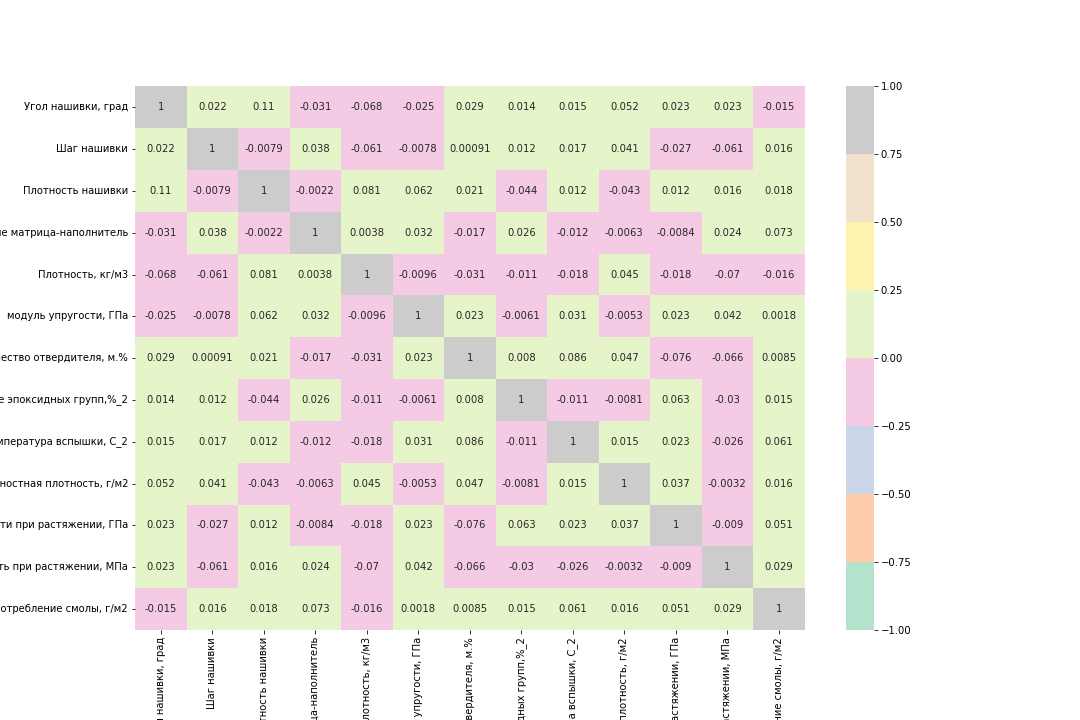 Угол нашивки, град 1 0.022 0.11 -0.031 -0.068 -0.025 0.029 0.014 0.015 0.052 0.023 0.023 -0.015
Шаг нашивки 0.022 1 -0.0079 0.038 -0.061 -0.0078 0.00091 0.012 0.017 0.041 -0.027 -0.061 0.016
Плотность нашивки 0.11 -0.0079 1 -0.0022 0.081 0.062 0.021 -0.044 0.012 -0.043 0.012 0.016 0.018
матрица-наполнитель -0.031 0.038 -0.0022 1 0.0038 0.032 -0.017 0.026 -0.012 -0.0063 -0.0084 0.024 0.073
Плотность, кг/м3 -0.068 -0.061 0.081 0.0038 1 -0.0096 -0.031 -0.011 -0.018 0.045 -0.018 -0.07 -0.016
модуль упругости, ГПа -0.025 -0.0078 0.062 0.032 -0.0096 1 0.023 -0.0061 0.031 -0.0053 0.023 0.042 0.0018
ество отвердителя, м.% 0.029 0.00091 0.021 -0.017 -0.031 0.023 1 0.008 0.086 0.047 -0.076 -0.066 0.0085
е эпоксидных групп,%_2 0.014 0.012 -0.044 0.026 -0.011 -0.0061 0.008 1 -0.011 -0.0081 0.063 -0.03 0.015
мпература вспышки, С_2 0.015 0.017 0.012 -0.012 -0.018 0.031 0.086 -0.011 1 0.015 0.023 -0.026 0.061
ностная плотность, г/м2 0.052 0.041 -0.043 -0.0063 0.045 -0.0053 0.047 -0.0081 0.015 1 0.037 -0.0032 0.016
ти при растяжении, ГПа 0.023 -0.027 0.012 -0.0084 -0.018 0.023 -0.076 0.063 0.023 0.037 1 -0.009 0.051
ть при растяжении, МПа 0.023 -0.061 0.016 0.024 -0.07 0.042 -0.066 -0.03 -0.026 -0.0032 -0.009 1 0.029
отребление смолы, г/м2 -0.015 0.016 0.018 0.073 -0.016 0.0018 0.0085 0.015 0.061 0.016 0.051 0.029 1
нашивки, град
Шаг нашивки
тность нашивки
ца-наполнитель
лотность, кг/м3
упругости, ГПа
вердителя, м.%
дных групп,%_2
а вспышки, С_2
плотность, г/м2
астяжении, ГПа
астяжении, МПа
ние смолы, г/м2
1.00
0.75
0.50
0.25
0.00
−0.25
−0.50
−0.75
−1.00